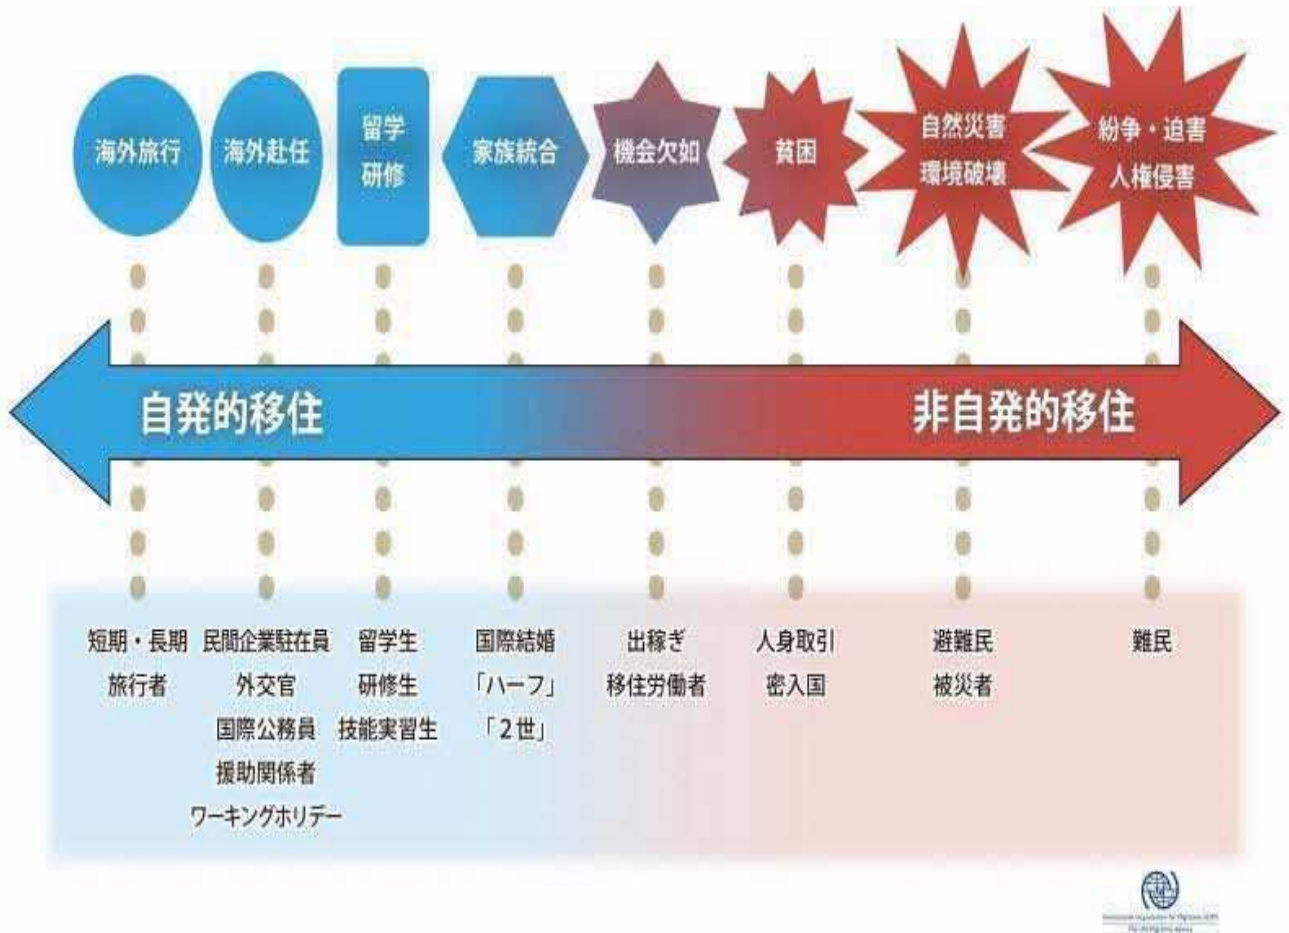 海外旅行
海外赴任
留学
研修
家族統合
機会欠如
貧困
自然災害
環境破壊
紛争・迫害
人権侵害
自発的移住
非自発的移住
短期・長期
旅行者
民間企業駐在員
外交官
国際公務員
援助関係者
ワーキングホリデー
留学生
研修生
技能実習生
国際結婚
「ハーフ」
「２世」
出稼ぎ
移住労働者
人身取引
密入国
避難民
被災者
難民